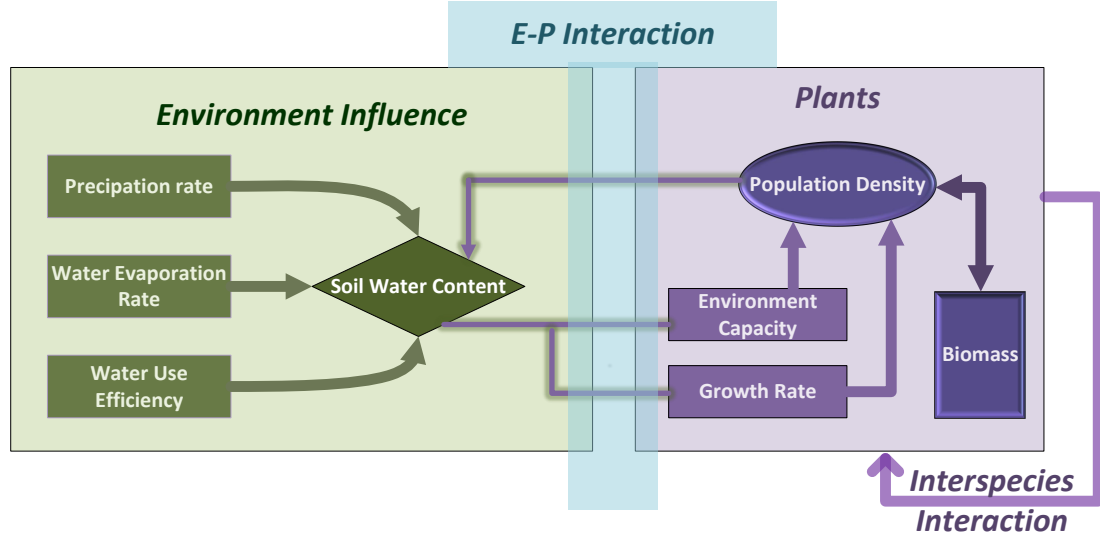 E-P Interaction
Environment Influence
Plants
Precipation rate
Population Density
Water Evaporation
Rate
Soil Water Content
Environment
Capacity
Biomass
Water Use
Efficiency
Growth Rate
Interspecies
Interaction